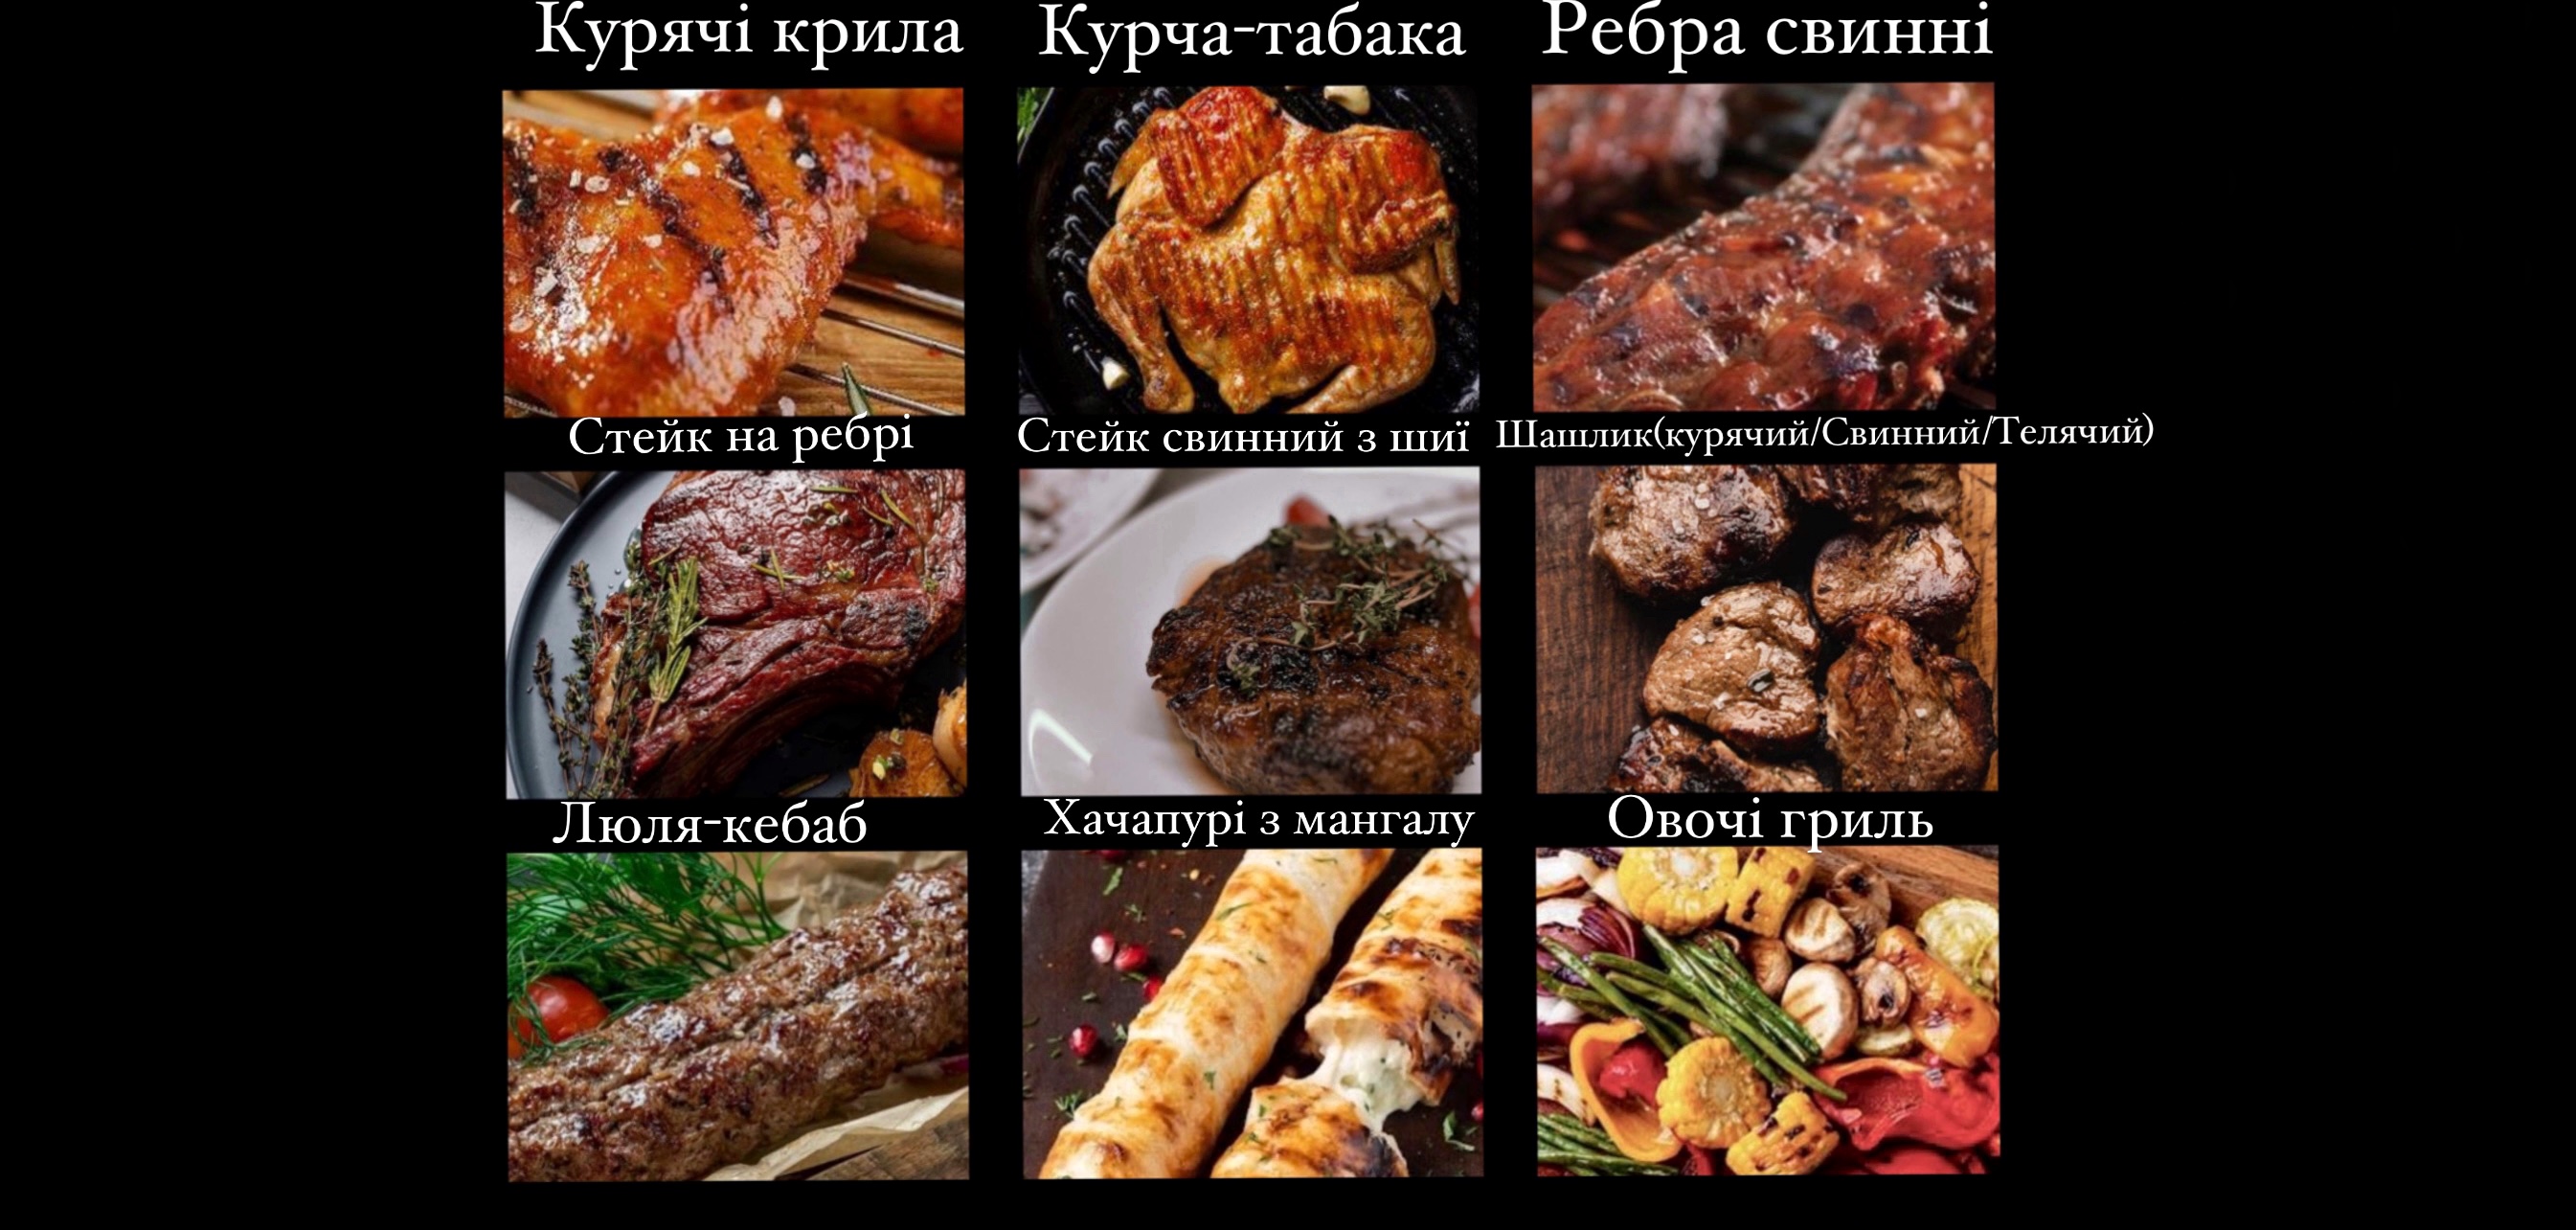 Курячі крила
Курча-табака
Ребра свинні
Стейк на ребрі
Стейк свинний з шиї
Шашлик(курячий/Свинний/Телячий)
Люля-кебаб
Хачапурі з мангалу
Овочі гриль